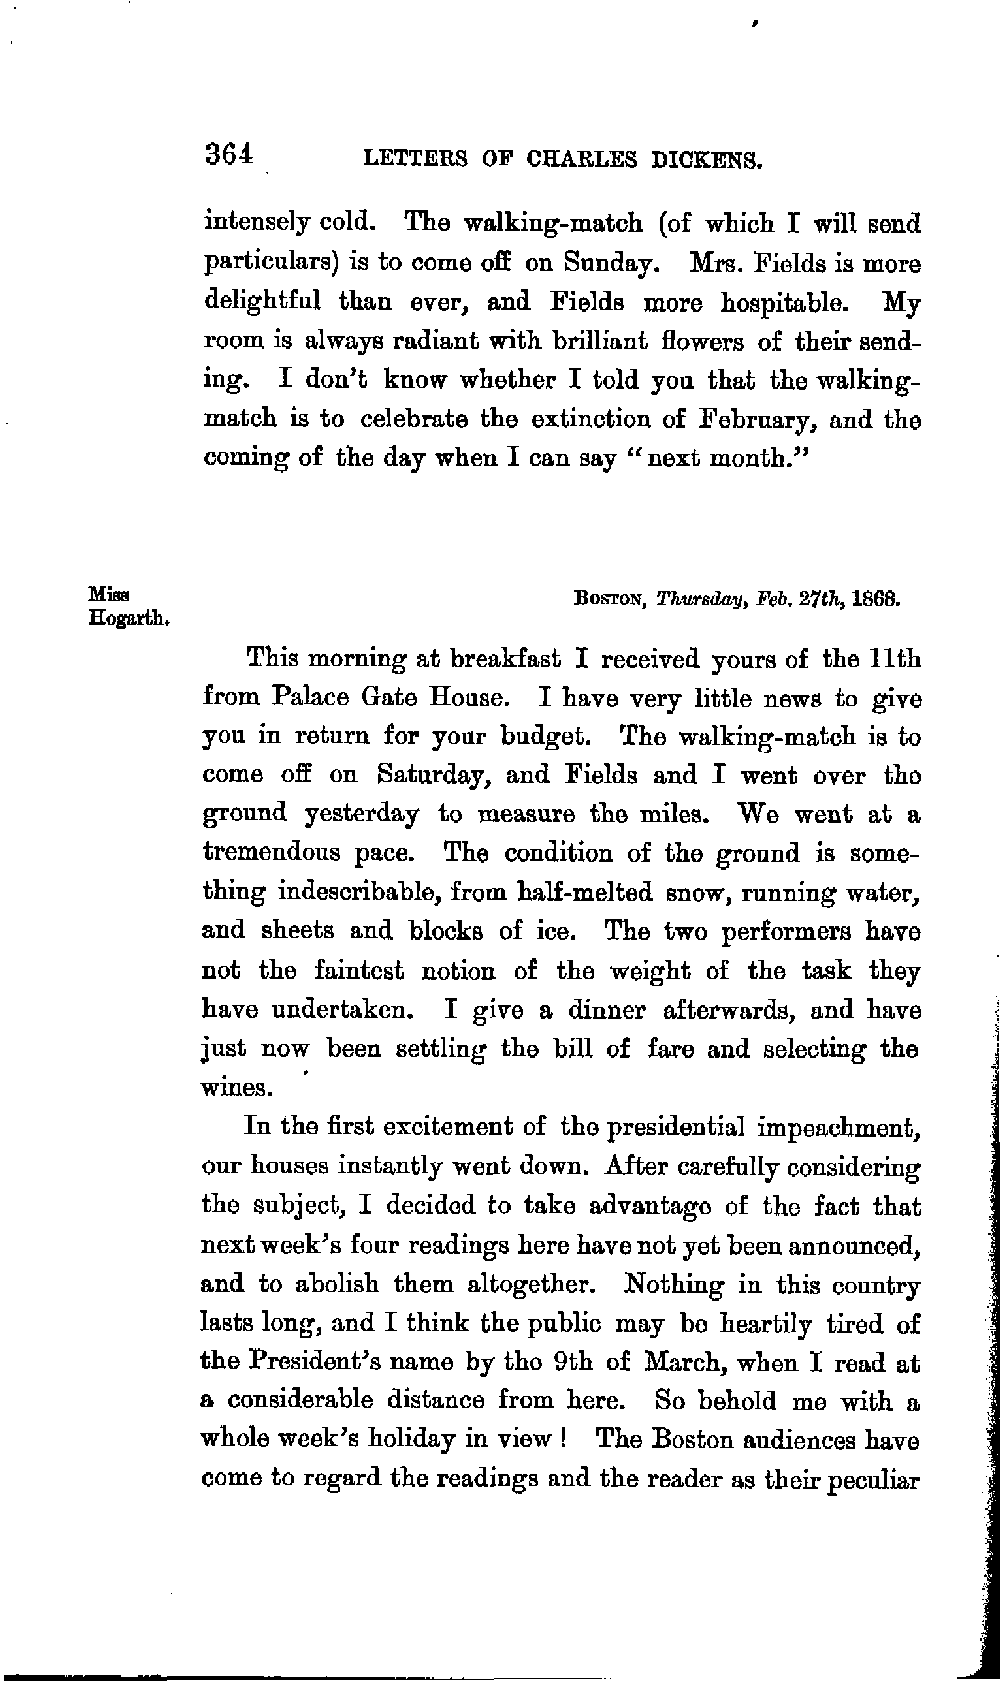 364 LETTERS OF CHARLES DICKENS.
intensely cold. The walking-match (of which I will send
particulars) is to come off on Sunday. Mrs. Fields is more
delightful than ever, and Fields more hospitable. My
room is always radiant with brilliant flowers of their send-
ing. I don't know whether I told you that the walking-
match is to celebrate the extinction of February, and the
coming of the day when I can say “next month.”
Miss
Hogarth.
BOSTON, Thursday, Feb. 27th, 1868.
This morning at breakfast I received yours of the 11th
from Palace Gate House. I have very little news to give
you in return for your budget. The walking-match is to
come off on Saturday, and Fields and I went over the
ground yesterday to measure the miles. We went at a
tremendous pace. The condition of the ground is some-
thing indescribable, from half-melted snow, running water,
and sheets and blocks of ice. The two performers have
not the faintest notion of the weight of the task they
have undertaken. I give a dinner afterwards, and have
just now been settling the bill of fare and selecting the
wines.
In the first excitement of the presidential impeachment,
our houses instantly went down. After carefully considering
the subject, I decided to take advantage of the fact that
next week's four readings here have not yet been announced,
and to abolish them altogether. Nothing in this country
lasts long, and I think the public may be heartily tired of
the President's name by the 9th of March, when I read at
a considerable distance from here. So behold me with a
whole week's holiday in view! The Boston audiences have
come to regard the readings and the reader as their peculiar